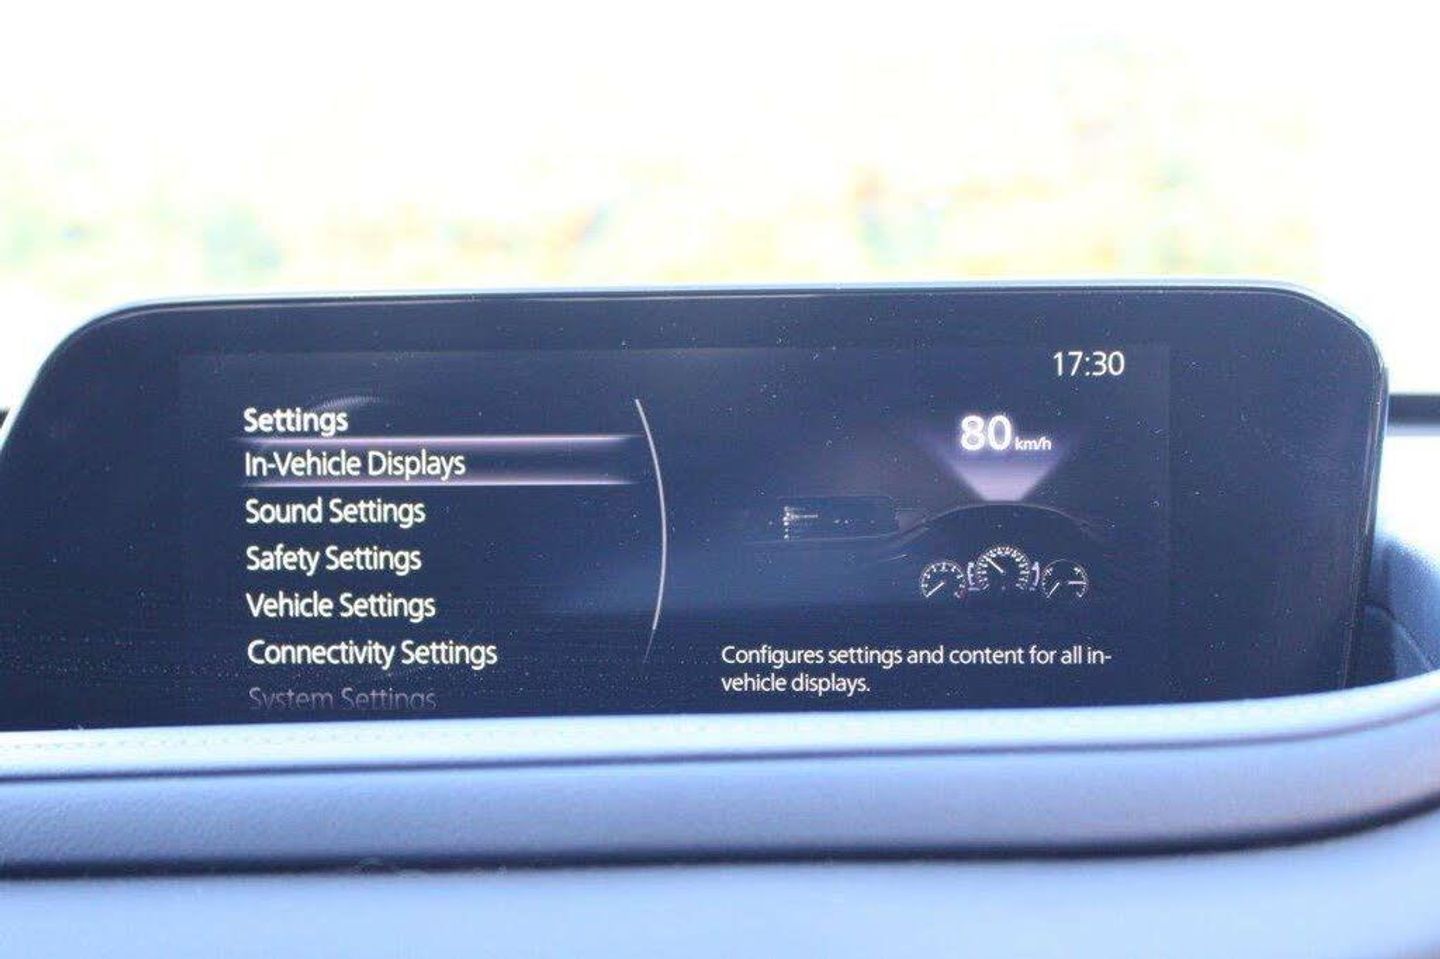 17:30
Settings
In-Vehicle Displays
Sound Settings
Safety Settings
Vehicle Settings
Connectivity Settings
System Settings
80 km/h
Configures settings and content for all in-
vehicle displays.